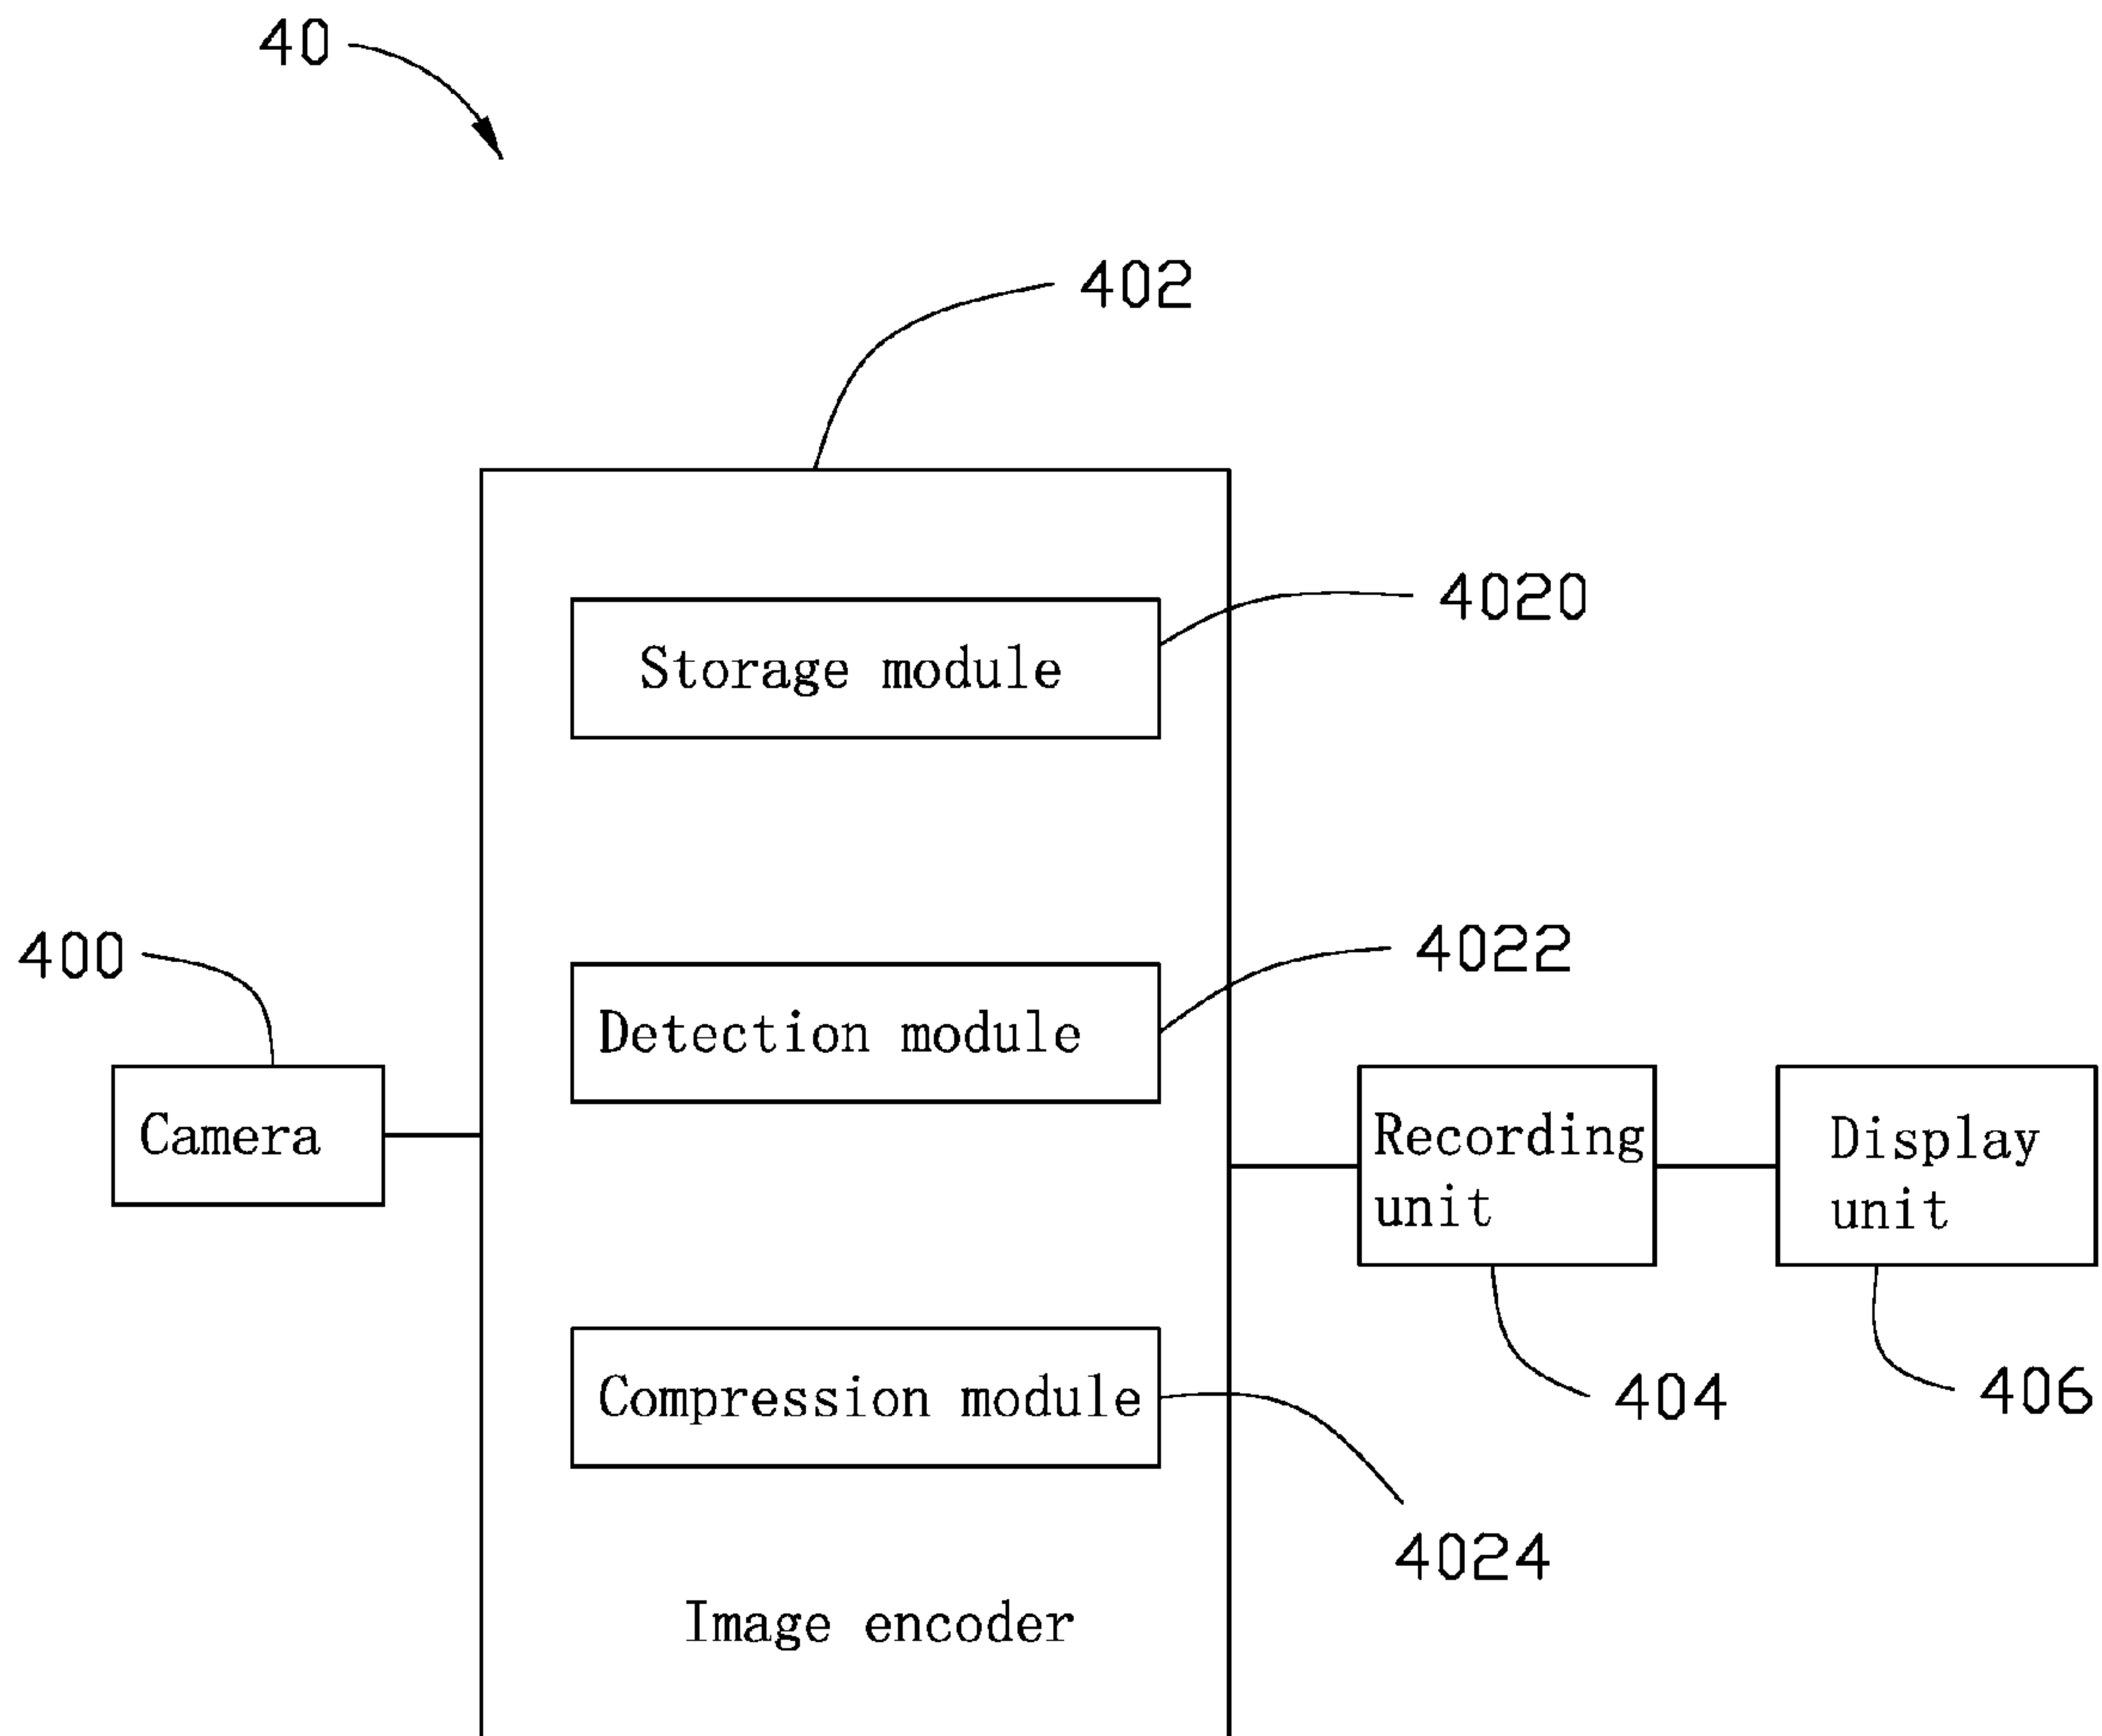 40
402
4020
Storage module
400
4022
Detection module
Camera
Recording
unit
Display
unit
Compression module
404
406
4024
Image encoder